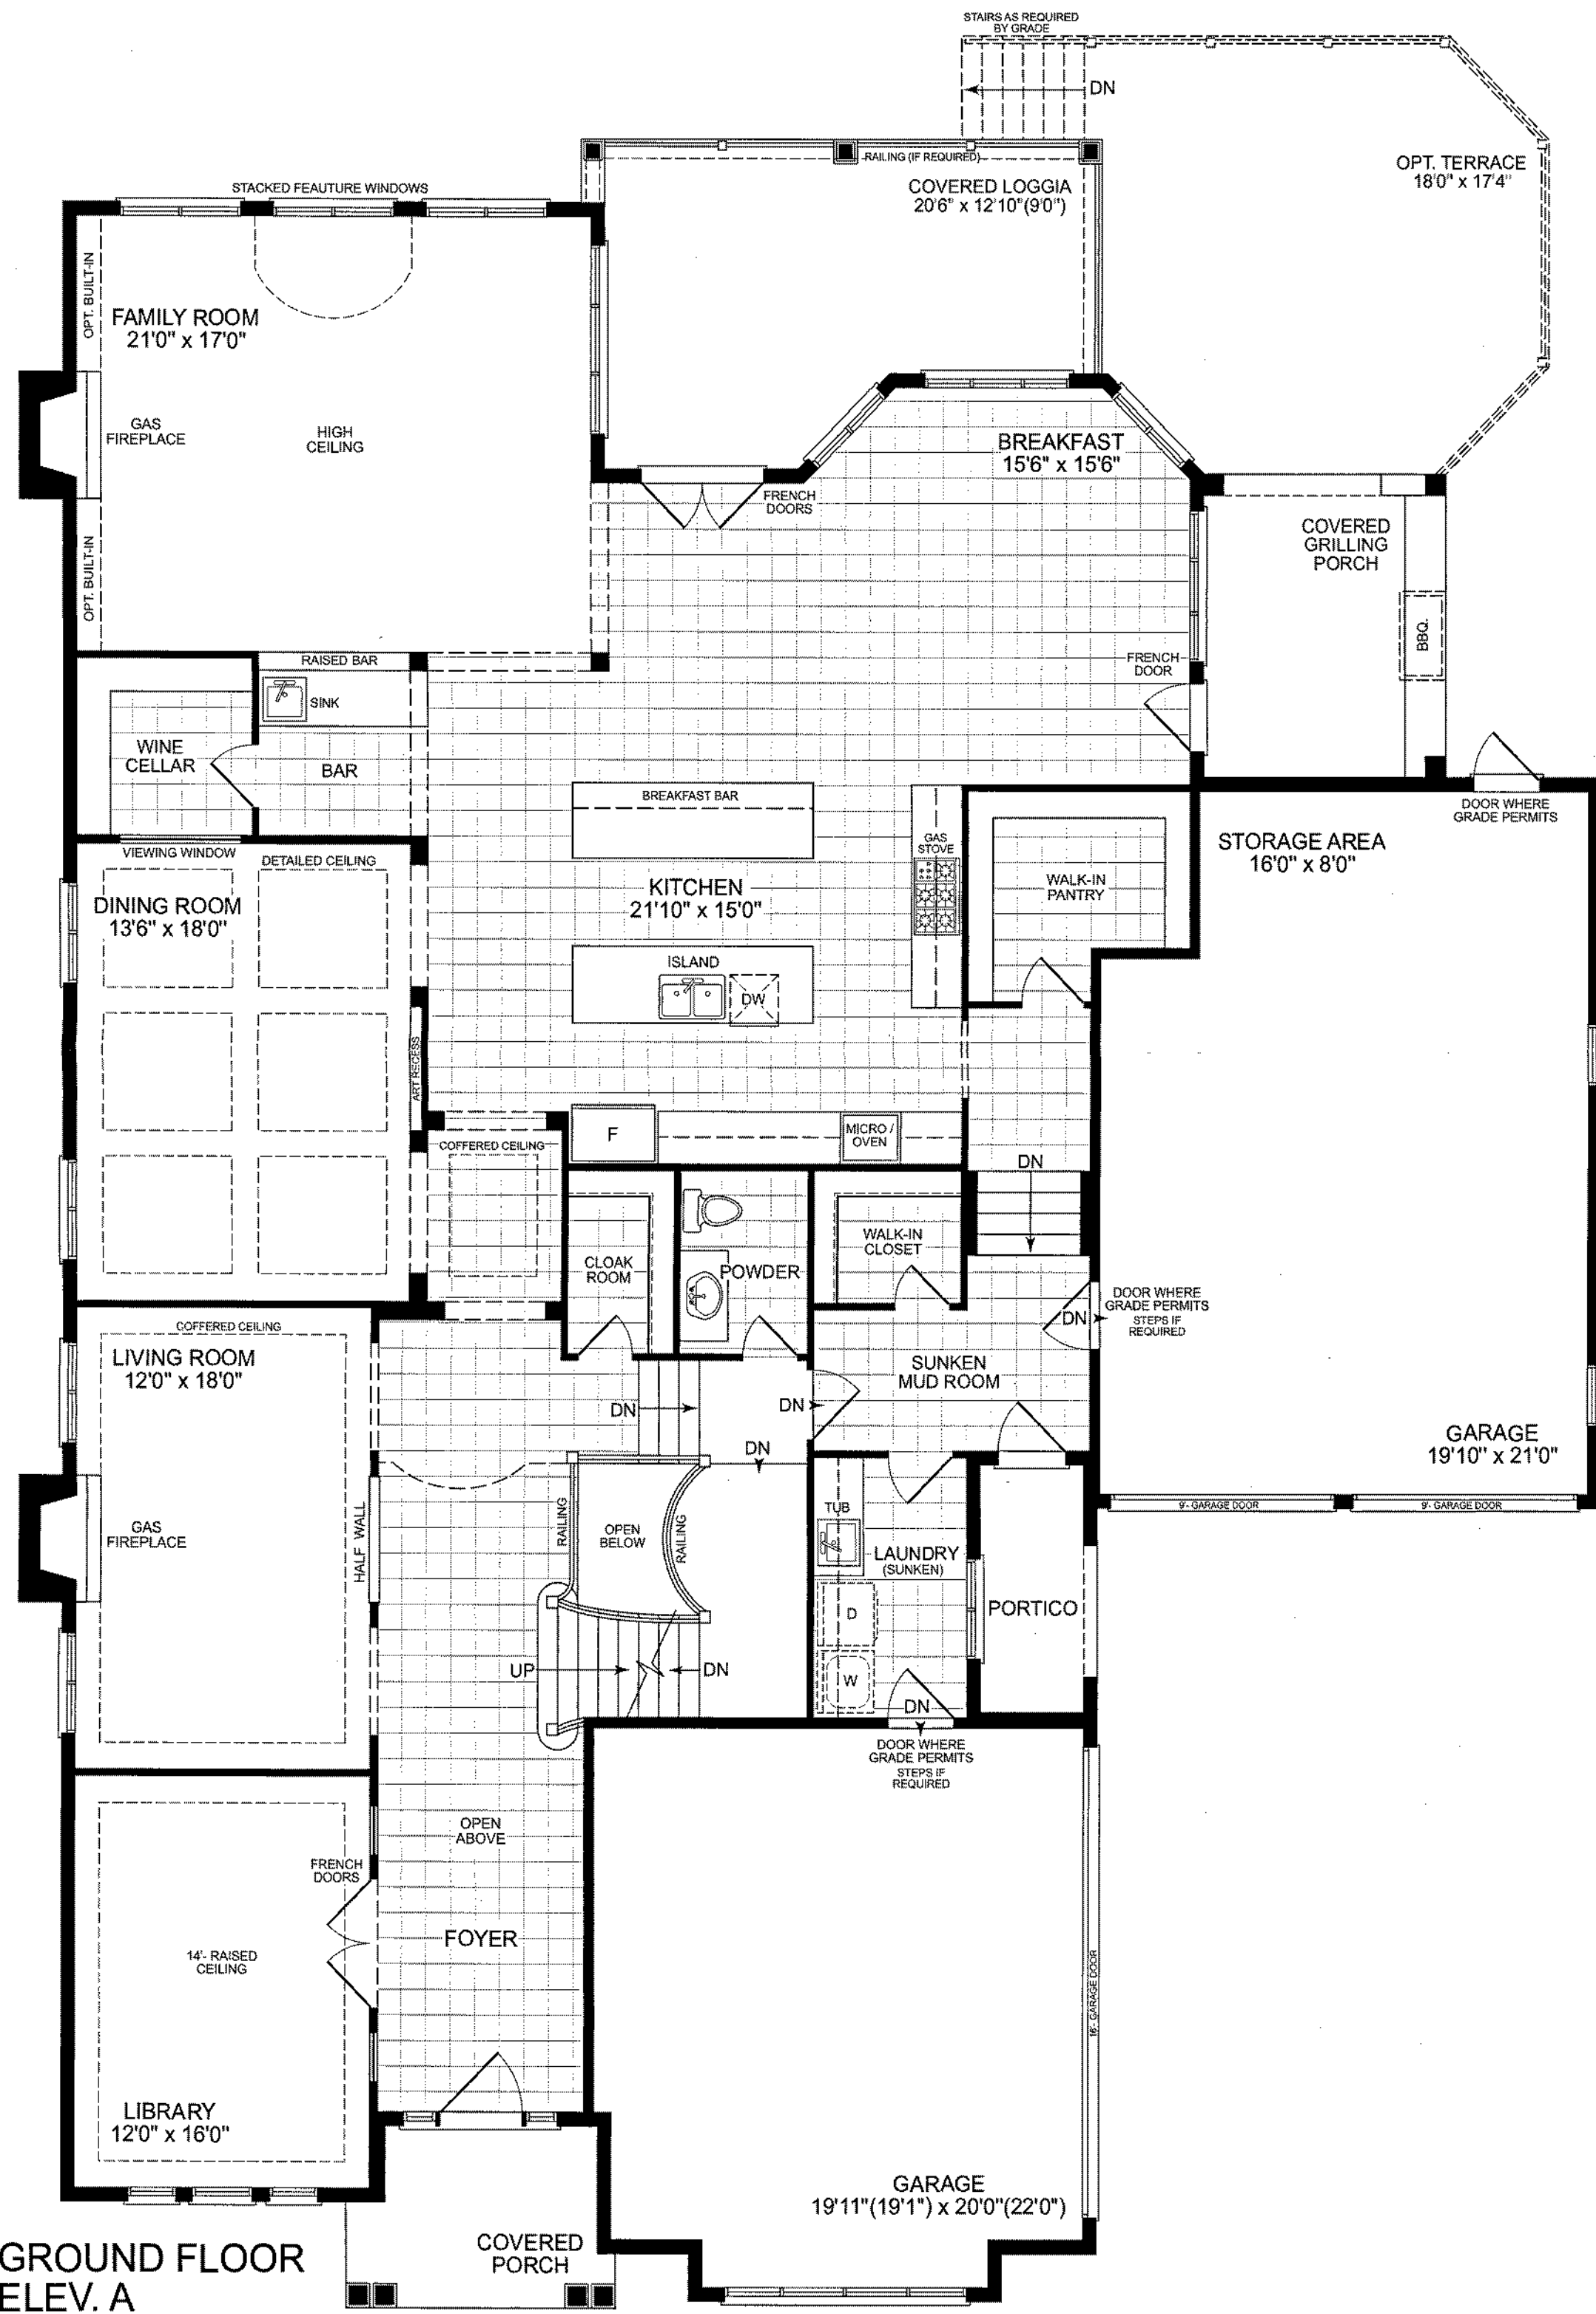 STAIRS AS REQUIRED
BY GRADE
DN
RAILING (IF REQUIRED)
COVERED LOGGIA
20'6" x 12'10"(9'0")
OPT. TERRACE
18'0" x 17'4"
STACKED FEAUTURE WINDOWS
OPT. BUILT-IN
FAMILY ROOM
21'0" x 17'0"
GAS
FIREPLACE
HIGH
CEILING
BREAKFAST
15'6" x 15'6"
FRENCH
DOORS
COVERED
GRILLING
PORCH
OPT. BUILT-IN
BBQ.
FRENCH
DOOR
RAISED BAR
SINK
WINE
CELLAR
BAR
BREAKFAST BAR
DOOR WHERE
GRADE PERMITS
VIEWING WINDOW
DETAILED CEILING
GAS
STOVE
STORAGE AREA
16'0" x 8'0"
DINING ROOM
13'6" x 18'0"
KITCHEN
21'10" x 15'0"
WALK-IN
PANTRY
ISLAND
DW
ART RECESS
F
MICRO /
OVEN
COFFERED CEILING
DN
CLOAK
ROOM
POWDER
WALK-IN
CLOSET
DOOR WHERE
GRADE PERMITS
STEPS IF
REQUIRED
DN
COFFERED CEILING
LIVING ROOM
12'0" x 18'0"
SUNKEN
MUD ROOM
DN
DN
DN
GARAGE
19'10" x 21'0"
9'- GARAGE DOOR
9'- GARAGE DOOR
GAS
FIREPLACE
HALF WALL
RAILING
OPEN
BELOW
RAILING
TUB
LAUNDRY
(SUNKEN)
D
PORTICO
UP
DN
W
DN
DOOR WHERE
GRADE PERMITS
STEPS IF
REQUIRED
OPEN
ABOVE
FRENCH
DOORS
FOYER
14'- RAISED
CEILING
16'- GARAGE DOOR
LIBRARY
12'0" x 16'0"
GARAGE
19'11"(19'1") x 20'0"(22'0")
COVERED
PORCH
GROUND FLOOR
ELEV. A